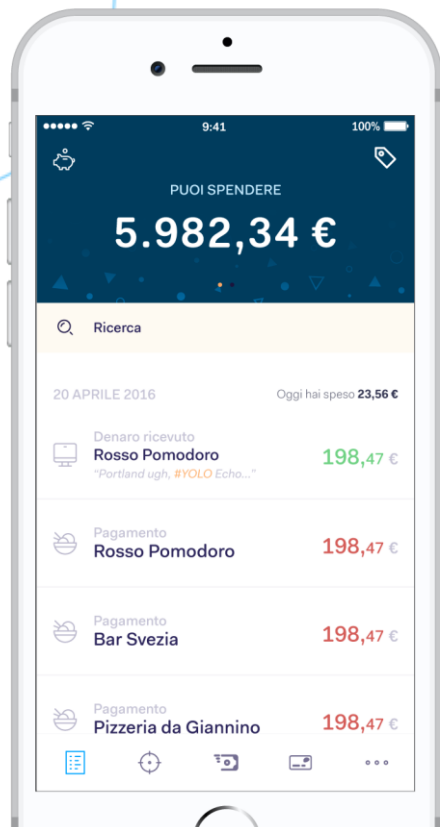 9:41
100%
PUOI SPENDERE
5.982,34 €
Ricerca
20 APRILE 2016
Oggi hai speso 23,56 €
Denaro ricevuto
Rosso Pomodoro
198,47 €
“Portland ugh, #YOLO Echo...”
Pagamento
Rosso Pomodoro
198,47 €
Pagamento
Bar Svezia
198,47 €
Pagamento
Pizzeria da Giannino
198,47 €